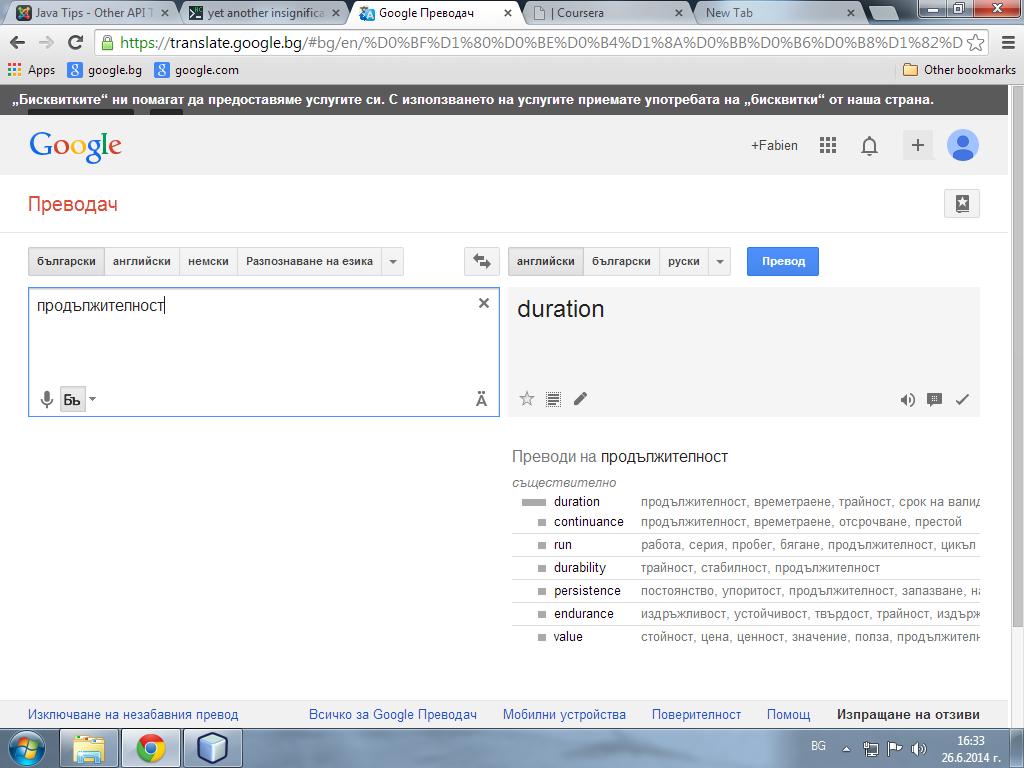 Java Tips - Other API T
yet another insignifica
Google Преводач
Coursera
New Tab
https://translate.google.bg/#bg/en/%D0%BF%D1%80%D0%BE%D0%B4%D1%8A%D0%BB%D0%B6%D0%B8%D1%82%D
Apps google.bg google.com Other bookmarks
„Бисквитките“ ни помагат да предоставяме услугите си. С използването на услугите приемате употребата на „бисквитки“ от наша страна.
Google +Fabien
Преводач
български английски немски Разпознаване на езика английски български руски Превод
продължителност
duration
Бъ Ä
Преводи на продължителност
съществително
duration продължителност, времетраене, трайност, срок на валид
continuance продължителност, времетраене, отсрочване, престой
run работа, серия, пробег, бягане, продължителност, цикъл
durability трайност, стабилност, продължителност
persistence постоянство, упоритост, продължителност, запазване, на
endurance издръжливост, устойчивост, твърдост, трайност, издърж
value стойност, цена, ценност, значение, полза, продължителн
Изключване на незабавния превод Всичко за Google Преводач Мобилни устройства Поверителност Помощ Изпращане на отзиви
BG
16:33
26.6.2014 г.